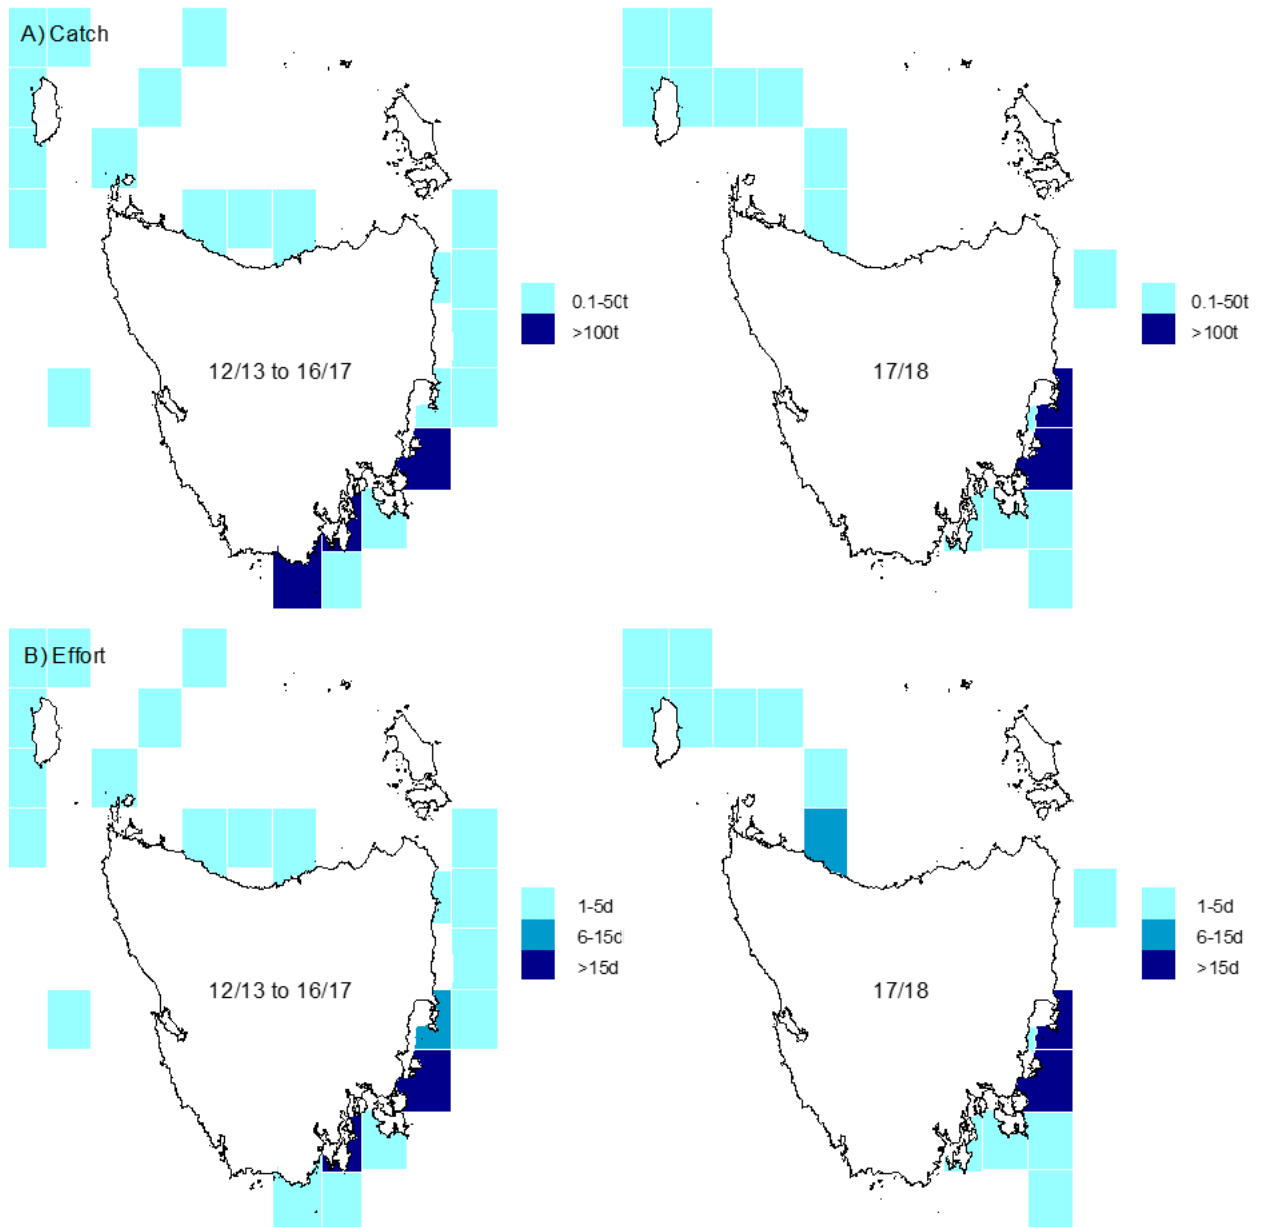 A) Catch
0.1-50t
>100t
12/13 to 16/17
0.1-50t
>100t
17/18
B) Effort
1-5d
6-15d
>15d
12/13 to 16/17
1-5d
6-15d
>15d
17/18